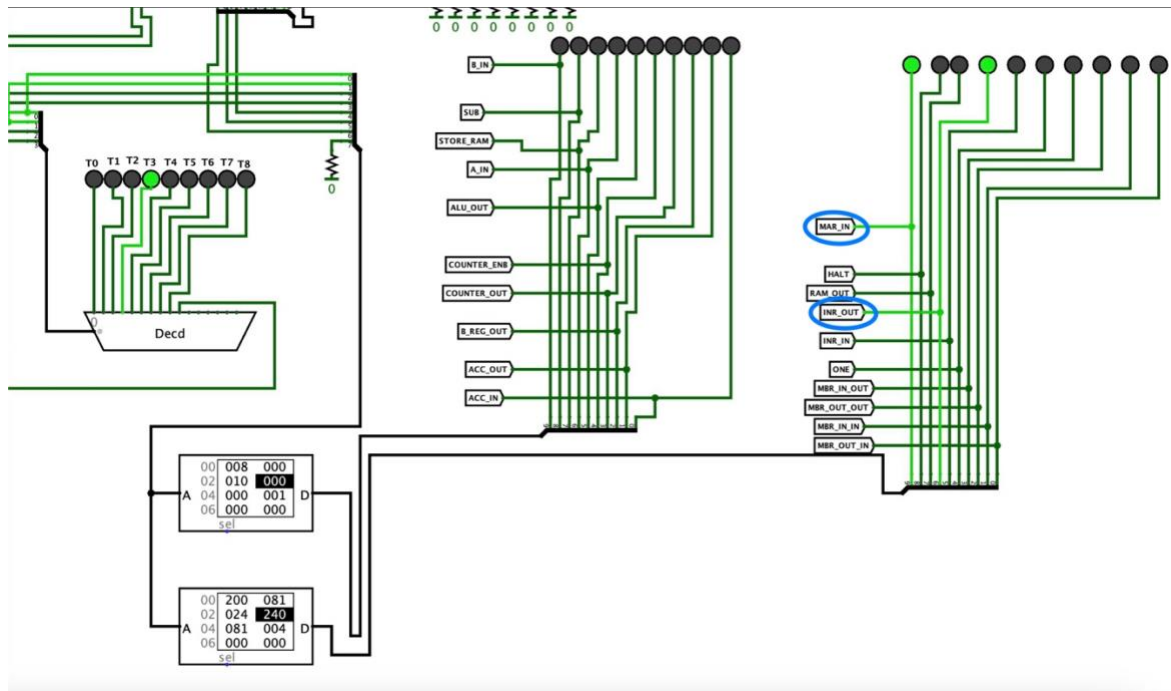 0 0 0 0 0 0 0 0
B_IN
SUB
STORE_RAM
A_IN
ALU_OUT
COUNTER_ENB
COUNTER_OUT
B_REG_OUT
ACC_OUT
ACC_IN
MAR_IN
HALT
RAM_OUT
INR_OUT
INR_IN
ONE
MBR_IN_OUT
MBR_OUT_OUT
MBR_IN_IN
MBR_OUT_IN
T0 T1 T2 T3 T4 T5 T6 T7 T8
0
0
Decd
00 008 000
02 010 000
A 04 000 001 D
06 000 000
sel
00 200 081
02 024 240
A 04 081 004 D
06 000 000
sel